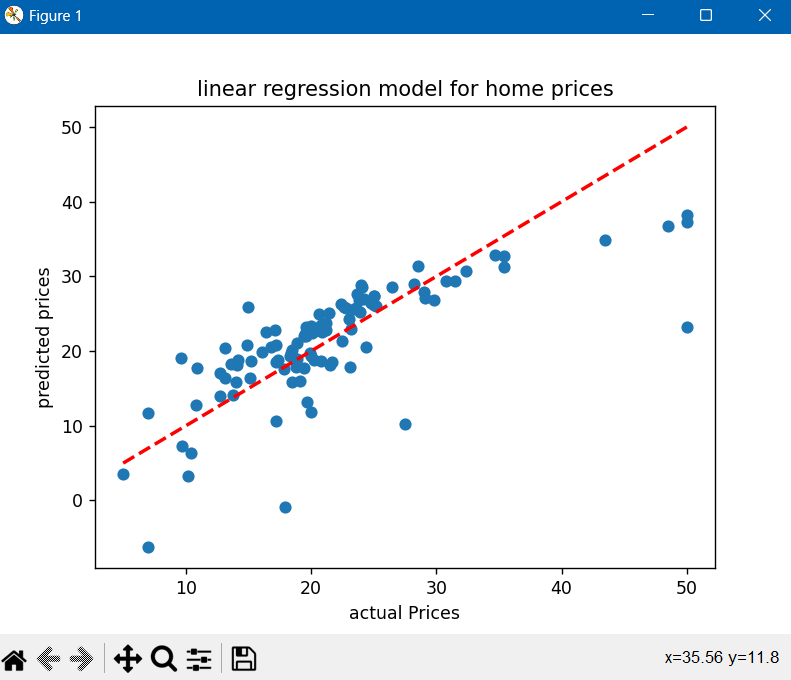 Figure 1
linear regression model for home prices
50
40
30
20
10
0
predicted prices
10 20 30 40 50
actual Prices
x=35.56 y=11.8